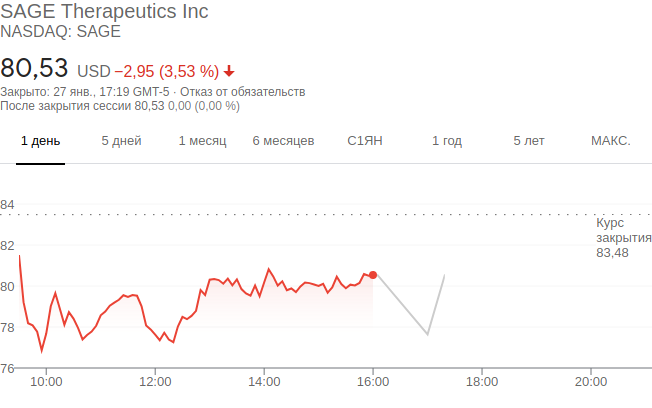 SAGE Therapeutics Inc
NASDAQ: SAGE
80,53 USD −2,95 (3,53 %)
Закрыто: 27 янв., 17:19 GMT-5 · Отказ от обязательств
После закрытия сессии 80,53 0,00 (0,00 %)
1 день 5 дней 1 месяц 6 месяцев С1ЯН 1 год 5 лет МАКС.
84
Курс
закрытия
83,48
82
80
78
76
10:00 12:00 14:00 16:00 18:00 20:00